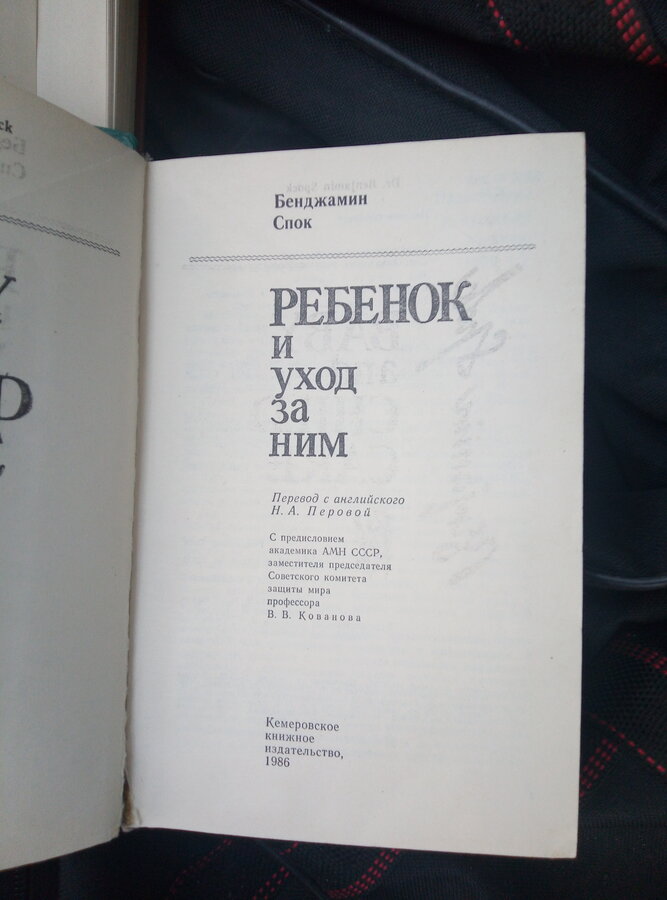 ck
Бенджамин
Спок
РЕБЕНОК
и
уход
за
ним
Перевод с английского
Н. А. Перовой
С предисловием
академика АМН СССР,
заместителя председателя
Советского комитета
защиты мира
профессора
В. В. Кованова
Кемеровское
книжное
издательство,
1986